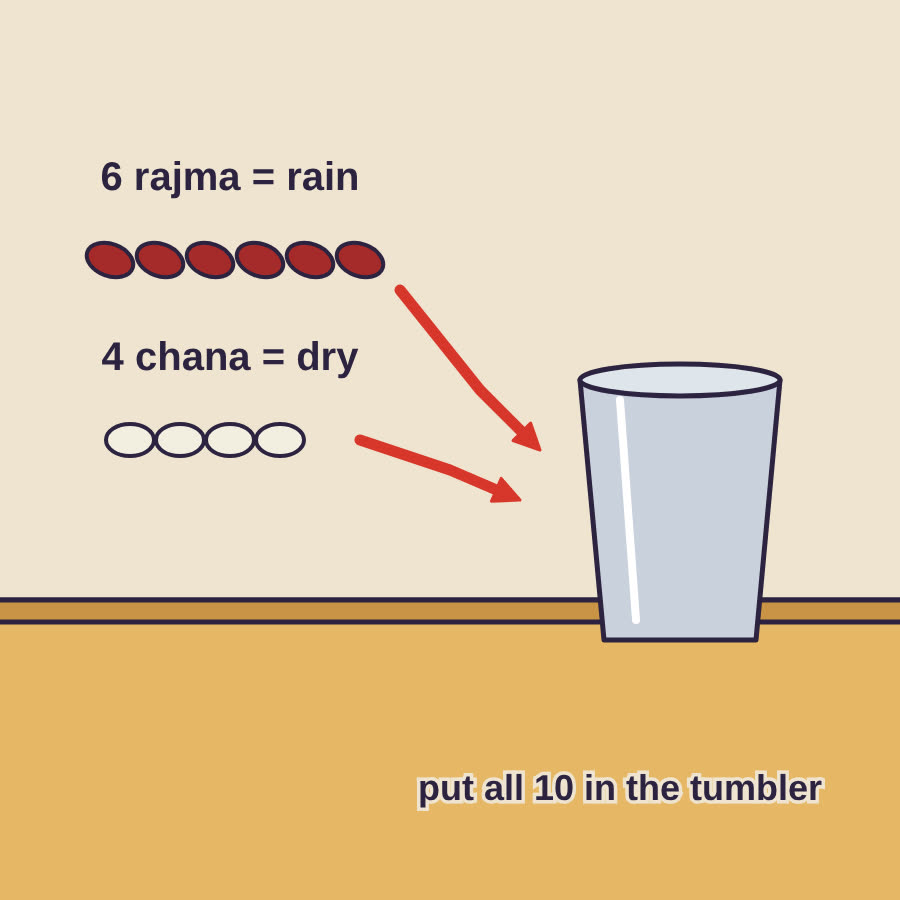 6 rajma = rain
4 chana = dry
put all 10 in the tumbler